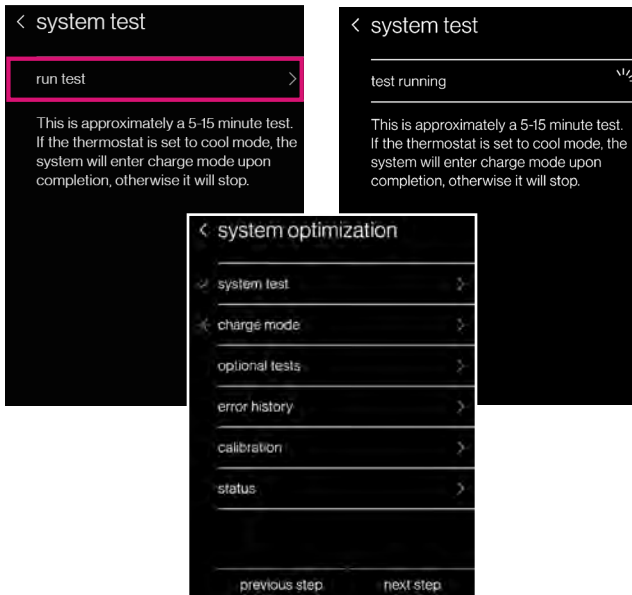 < system test
run test >
This is approximately a 5-15 minute test.
If the thermostat is set to cool mode, the
system will enter charge mode upon
completion, otherwise it will stop.
< system test
test running
This is approximately a 5-15 minute test.
If the thermostat is set to cool mode, the
system will enter charge mode upon
completion, otherwise it will stop.
< system optimization
system test >
charge mode >
optional tests >
error history >
calibration >
status >
previous step next step